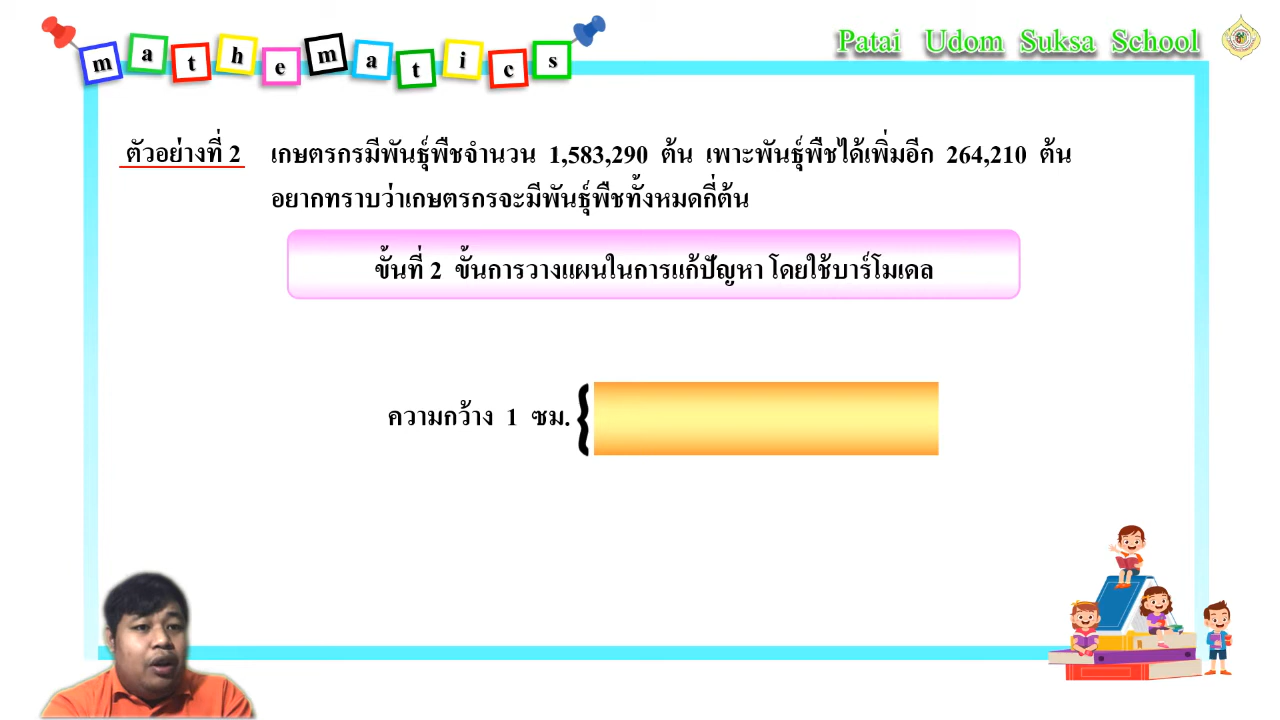 mathematics
Patai Udom Suksa School
ตัวอย่างที่ 2 เกษตรกรมีพันธุ์พืชจำนวน 1,583,290 ต้น เพาะพันธุ์พืชได้เพิ่มอีก 264,210 ต้น
อยากทราบว่าเกษตรกรจะมีพันธุ์พืชทั้งหมดกี่ต้น
ขั้นที่ 2 ขั้นการวางแผนในการแก้ปัญหา โดยใช้บาร์โมเดล
ความกว้าง 1 ซม.